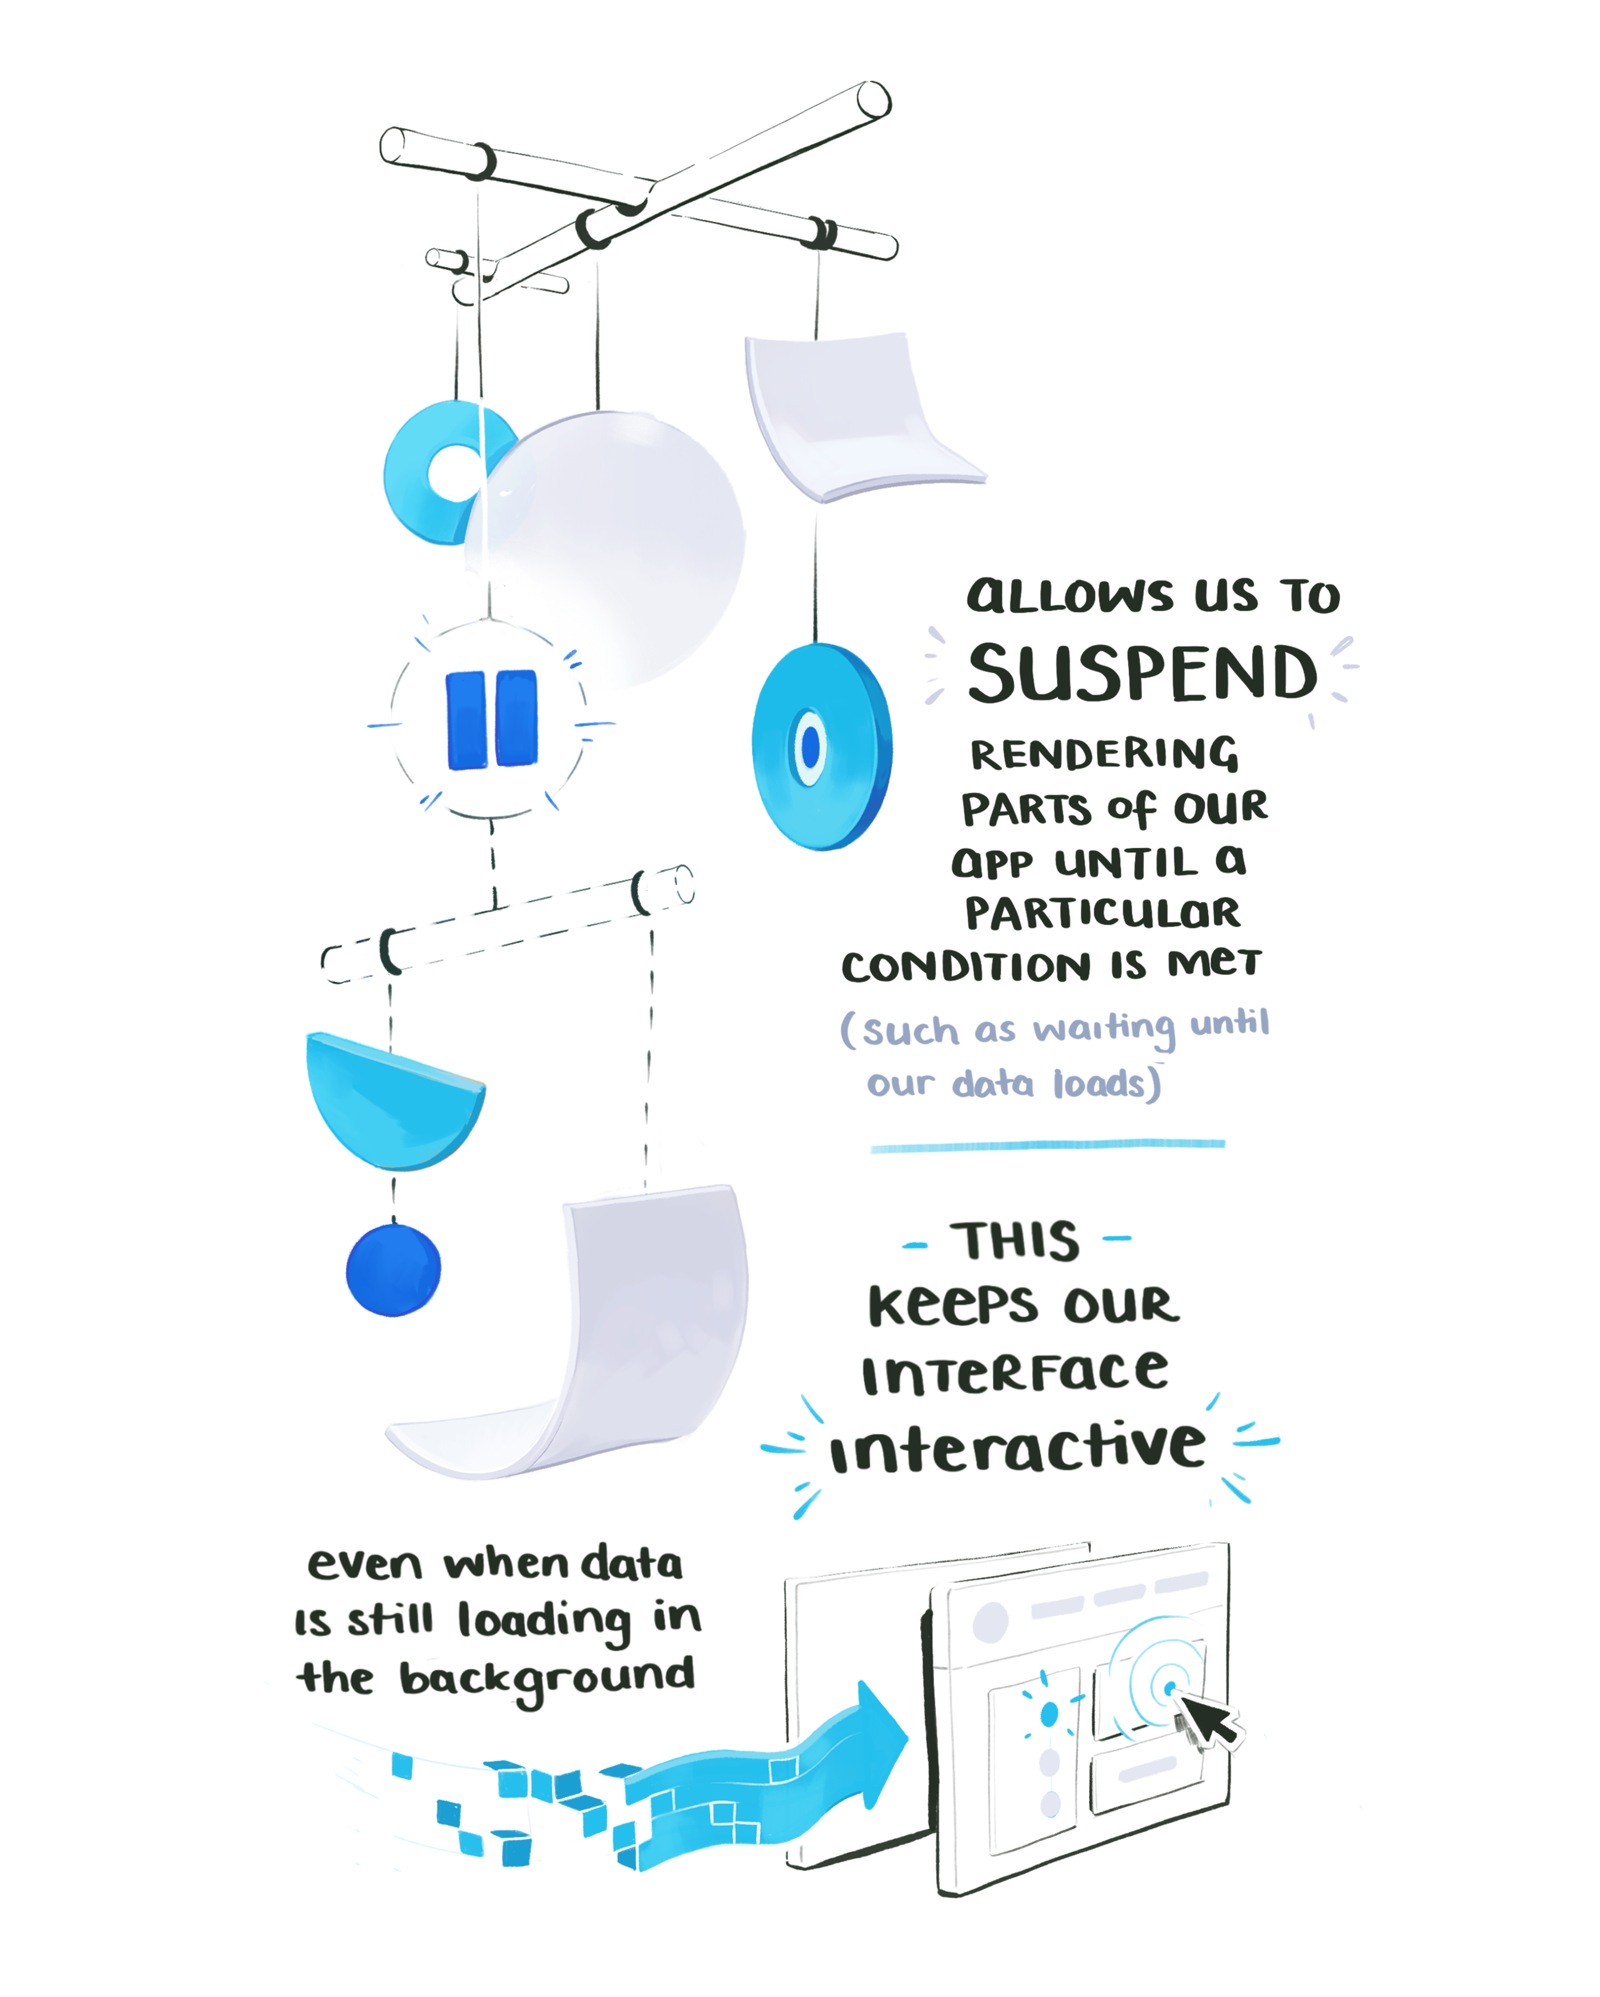 allows us to
SUSPEND
RENDERING
PARTS of OUR
app UNTIL a
PARTICULAR
CONDITION IS MET
(such as waiting until
our data loads)
- THIS -
KEEPS OUR
INTERFACE
interactive
even when data
is still loading in
the background